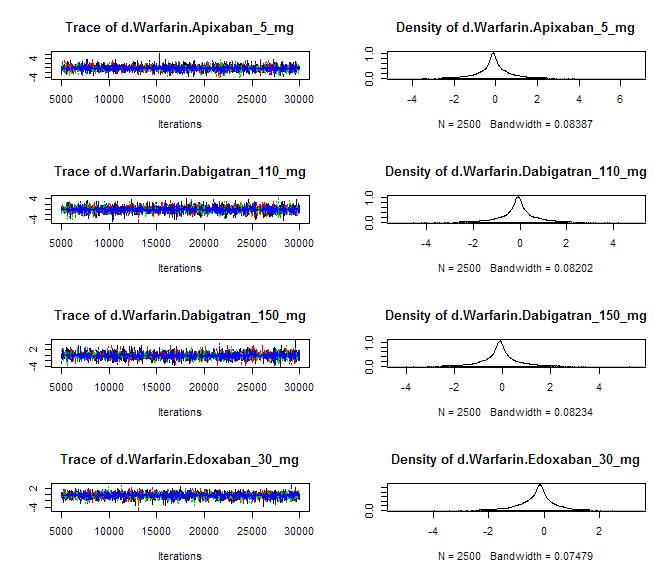 Trace of d.Warfarin.Apixaban_5_mg
4
-4
5000 10000 15000 20000 25000 30000
Iterations
Density of d.Warfarin.Apixaban_5_mg
1.0
0.0
-4 -2 0 2 4 6
N = 2500 Bandwidth = 0.08387
Trace of d.Warfarin.Dabigatran_110_mg
4
-4
5000 10000 15000 20000 25000 30000
Iterations
Density of d.Warfarin.Dabigatran_110_mg
1.0
0.0
-4 -2 0 2 4
N = 2500 Bandwidth = 0.08202
Trace of d.Warfarin.Dabigatran_150_mg
2
-4
5000 10000 15000 20000 25000 30000
Iterations
Density of d.Warfarin.Dabigatran_150_mg
1.0
0.0
-4 -2 0 2 4
N = 2500 Bandwidth = 0.08234
Trace of d.Warfarin.Edoxaban_30_mg
2
-4
5000 10000 15000 20000 25000 30000
Iterations
Density of d.Warfarin.Edoxaban_30_mg
0.0
-4 -2 0 2
N = 2500 Bandwidth = 0.07479